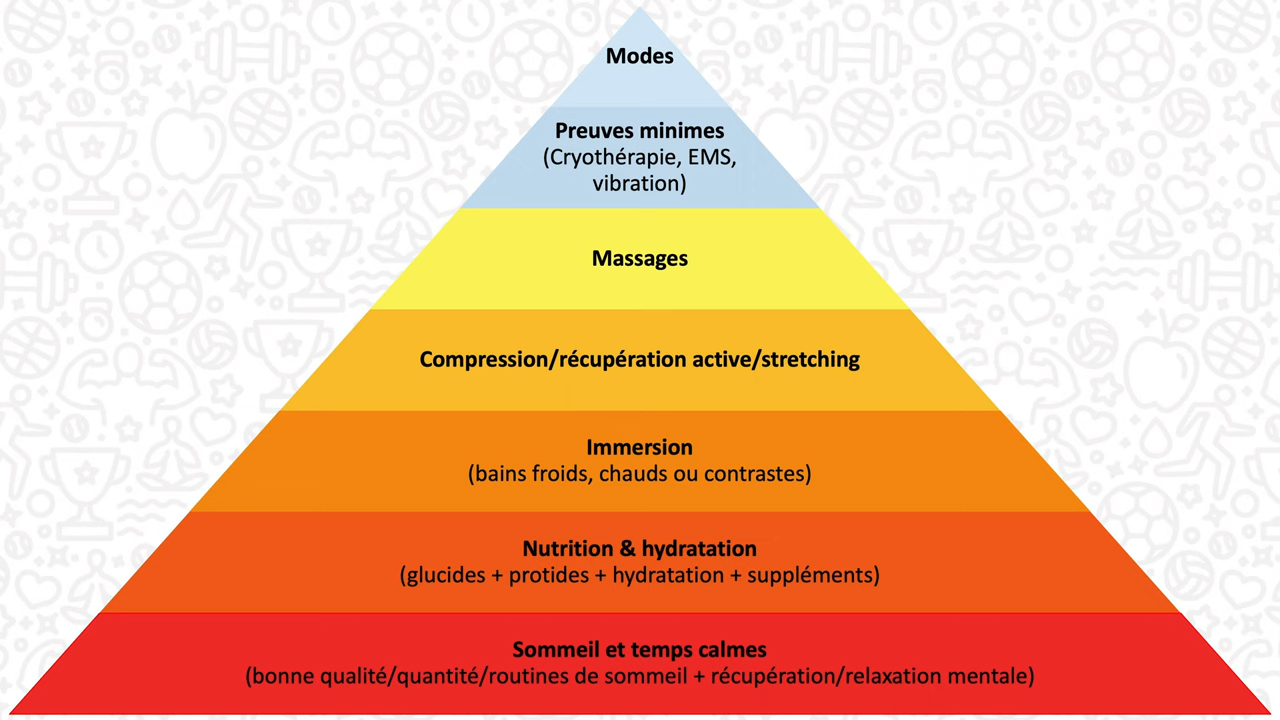 Modes
Preuves minimes
(Cryothérapie, EMS,
vibration)
Massages
Compression/récupération active/stretching
Immersion
(bains froids, chauds ou contrastes)
Nutrition & hydratation
(glucides + protides + hydratation + suppléments)
Sommeil et temps calmes
(bonne qualité/quantité/routines de sommeil + récupération/relaxation mentale)